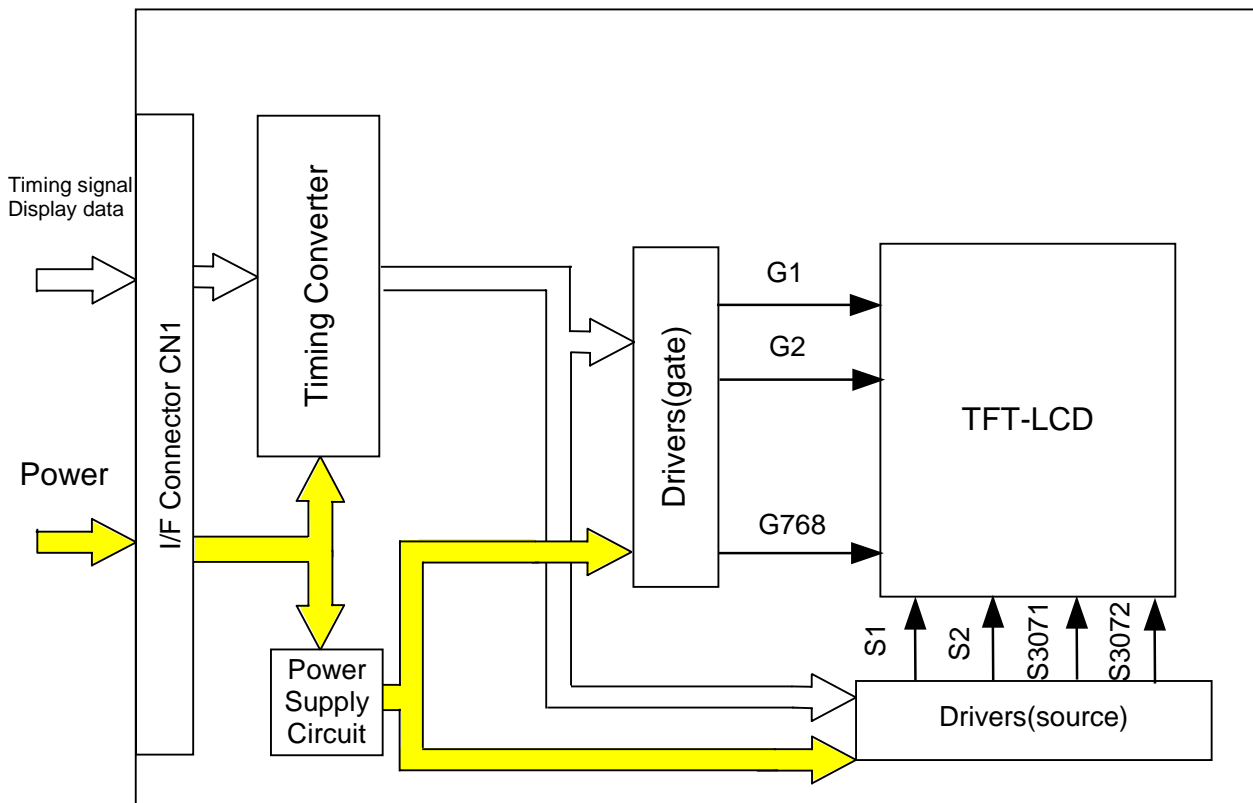 Timing signal
Display data
Power
I/F Connector CN1
Timing Converter
Power
Supply
Circuit
Drivers(gate)
G1
G2
G768
TFT-LCD
S1
S2
S3071
S3072
Drivers(source)